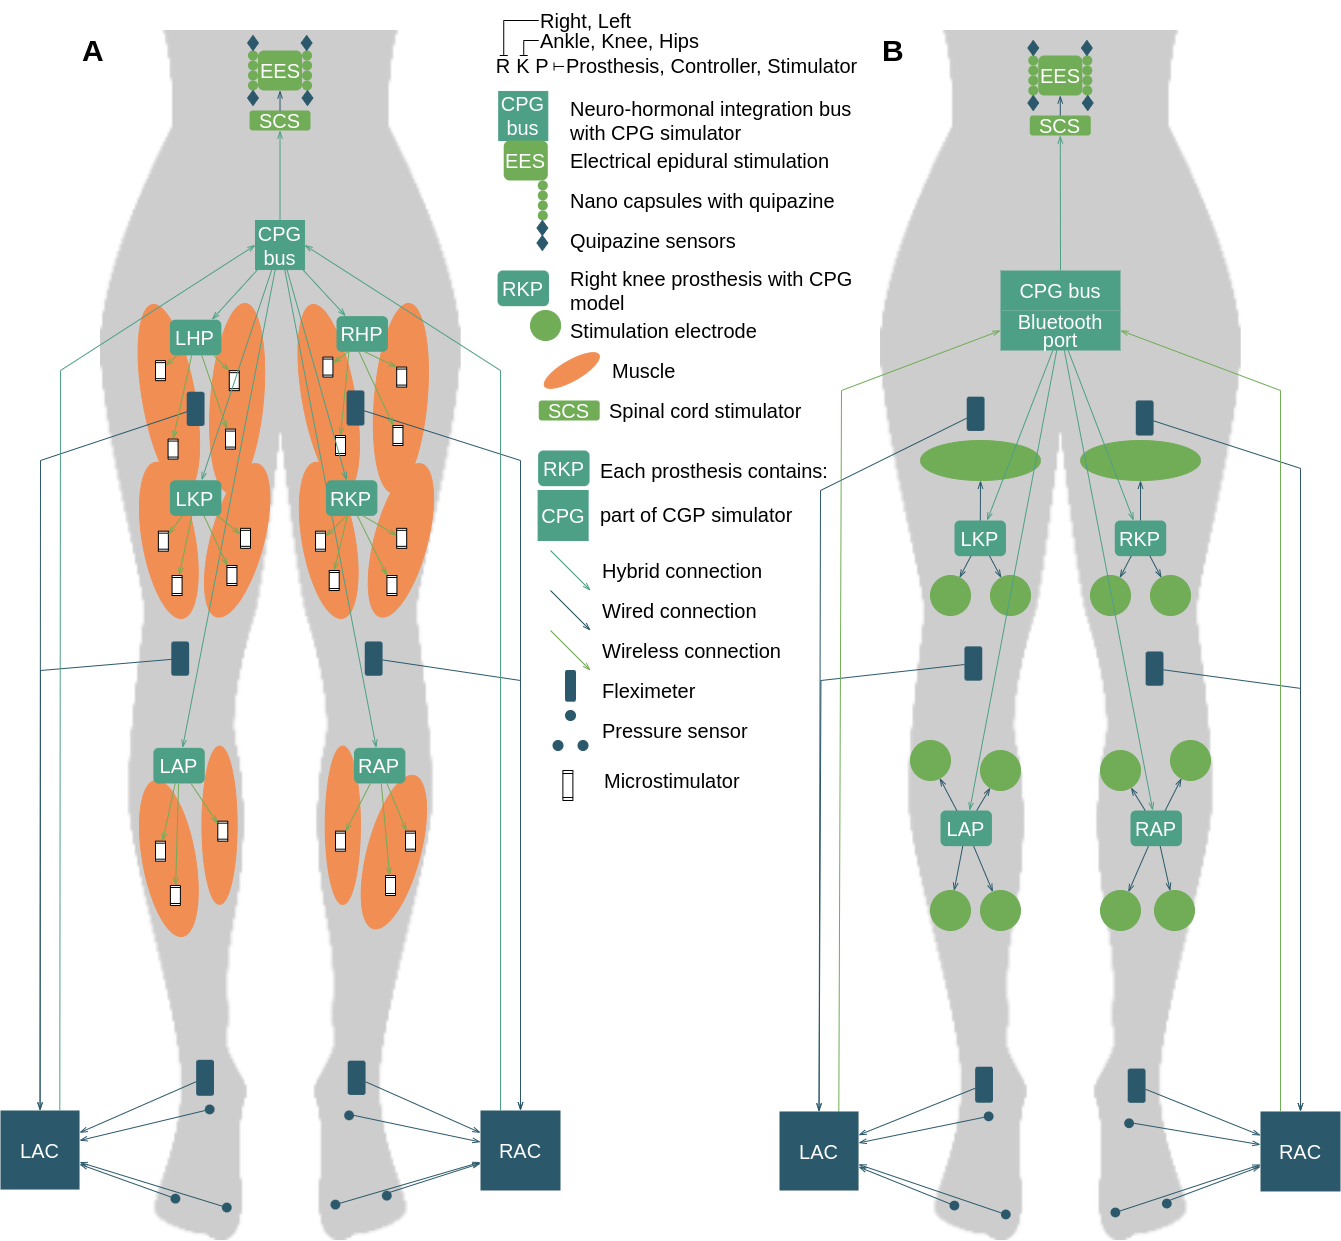 A
EES
SCS
CPG
bus
LHP
RHP
LKP
RKP
LAP
RAP
LAC
RAC
Right, Left
Ankle, Knee, Hips
R K P Prosthesis, Controller, Stimulator
CPG
bus
Neuro-hormonal integration bus
with CPG simulator
EES
Electrical epidural stimulation
Nano capsules with quipazine
Quipazine sensors
RKP
Right knee prosthesis with CPG
model
Stimulation electrode
Muscle
SCS
Spinal cord stimulator
RKP
Each prosthesis contains:
CPG
part of CGP simulator
Hybrid connection
Wired connection
Wireless connection
Fleximeter
Pressure sensor
Microstimulator
B
EES
SCS
CPG bus
Bluetooth
port
LKP
RKP
LAP
RAP
LAC
RAC